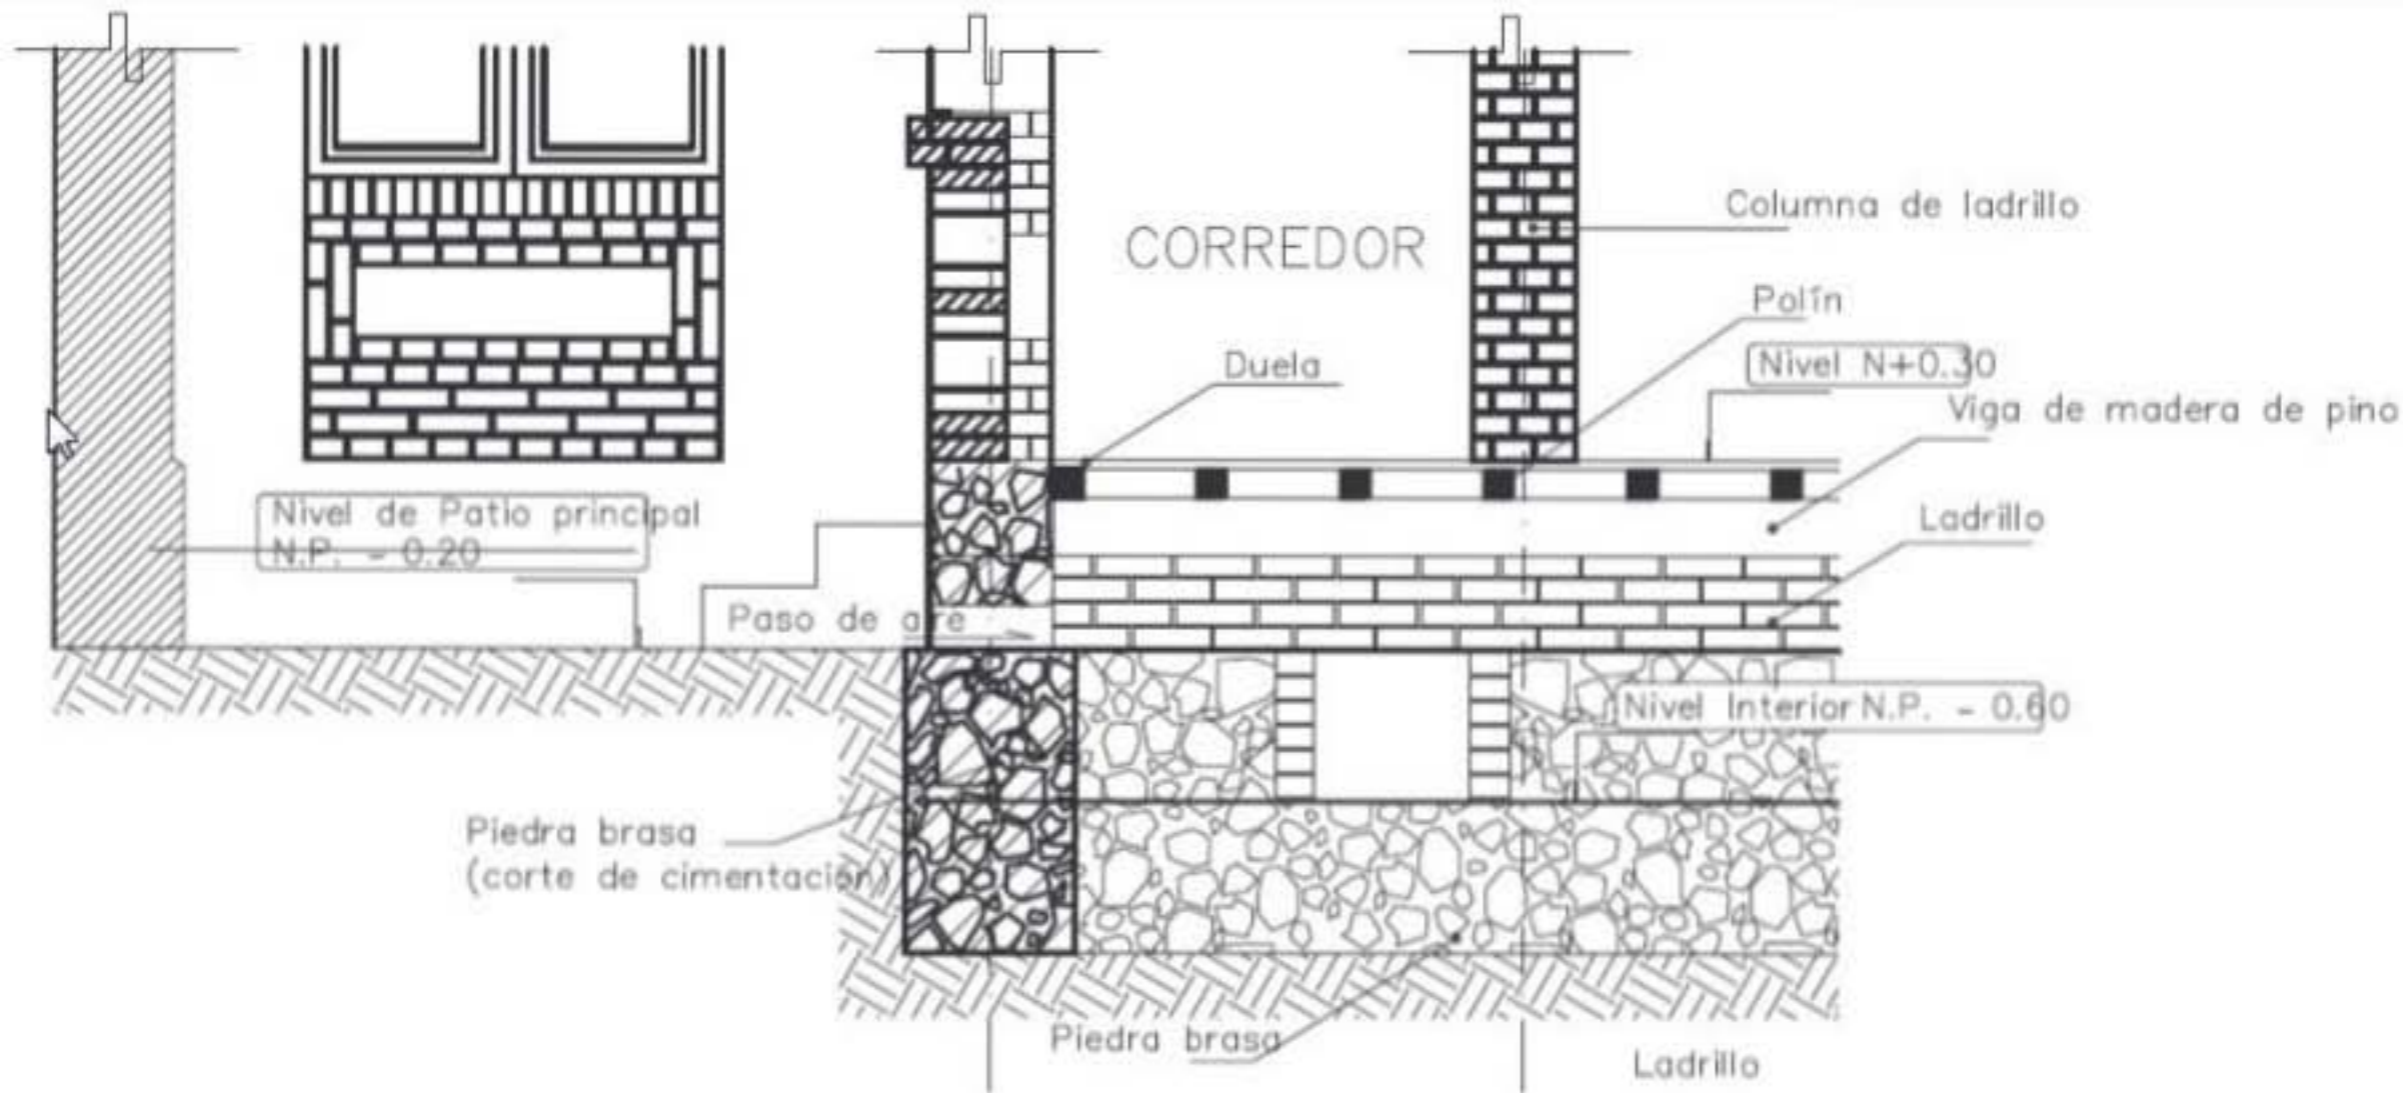 Columna de ladrillo
CORREDOR
Polín
Nivel N+0.30
Duela
Viga de madera de pino
Nivel de Patio principal
N.P. - 0.20
Ladrillo
Paso de aire
Nivel Interior N.P. - 0.60
Piedra brasa
(corte de cimentación)
Piedra brasa
Ladrillo